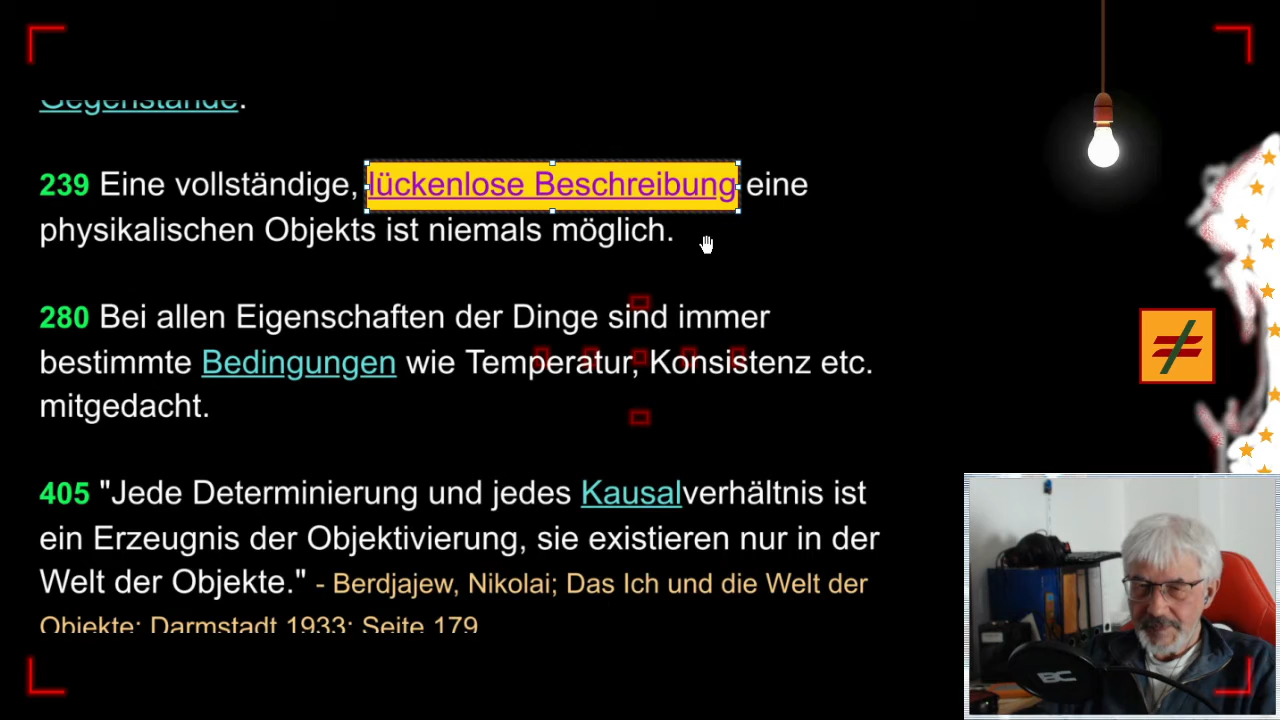 Gegenstände.
239 Eine vollständige, lückenlose Beschreibung eine
physikalischen Objekts ist niemals möglich.
280 Bei allen Eigenschaften der Dinge sind immer
bestimmte Bedingungen wie Temperatur, Konsistenz etc.
mitgedacht.
405 "Jede Determinierung und jedes Kausalverhältnis ist
ein Erzeugnis der Objektivierung, sie existieren nur in der
Welt der Objekte." - Berdjajew, Nikolai; Das Ich und die Welt der
Objekte; Darmstadt 1933; Seite 179
≠